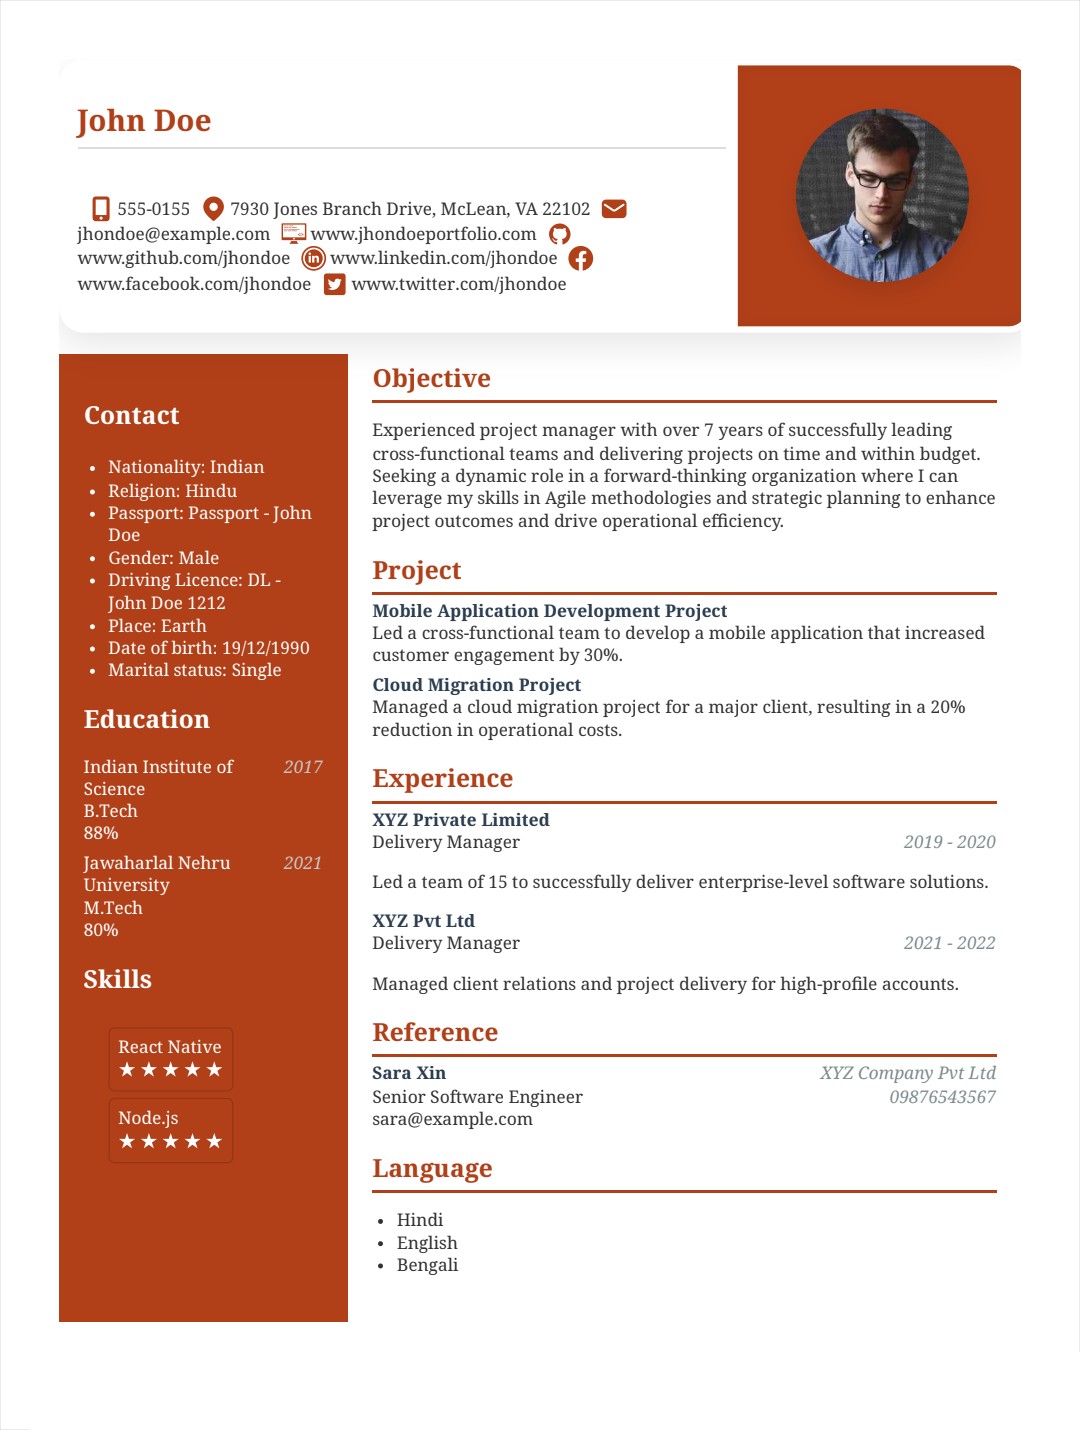 John Doe
555-0155 7930 Jones Branch Drive, McLean, VA 22102
jhondoe@example.com www.jhondoeportfolio.com
www.github.com/jhondoe www.linkedin.com/jhondoe
www.facebook.com/jhondoe www.twitter.com/jhondoe
Contact
• Nationality: Indian
• Religion: Hindu
• Passport: Passport - John
Doe
• Gender: Male
• Driving Licence: DL -
John Doe 1212
• Place: Earth
• Date of birth: 19/12/1990
• Marital status: Single
Education
Indian Institute of 2017
Science
B.Tech
88%
Jawaharlal Nehru 2021
University
M.Tech
80%
Skills
React Native
★ ★ ★ ★ ★
Node.js
★ ★ ★ ★ ★
Objective
Experienced project manager with over 7 years of successfully leading
cross-functional teams and delivering projects on time and within budget.
Seeking a dynamic role in a forward-thinking organization where I can
leverage my skills in Agile methodologies and strategic planning to enhance
project outcomes and drive operational efficiency.
Project
Mobile Application Development Project
Led a cross-functional team to develop a mobile application that increased
customer engagement by 30%.
Cloud Migration Project
Managed a cloud migration project for a major client, resulting in a 20%
reduction in operational costs.
Experience
XYZ Private Limited
Delivery Manager 2019 - 2020
Led a team of 15 to successfully deliver enterprise-level software solutions.
XYZ Pvt Ltd
Delivery Manager 2021 - 2022
Managed client relations and project delivery for high-profile accounts.
Reference
Sara Xin XYZ Company Pvt Ltd
Senior Software Engineer 09876543567
sara@example.com
Language
• Hindi
• English
• Bengali